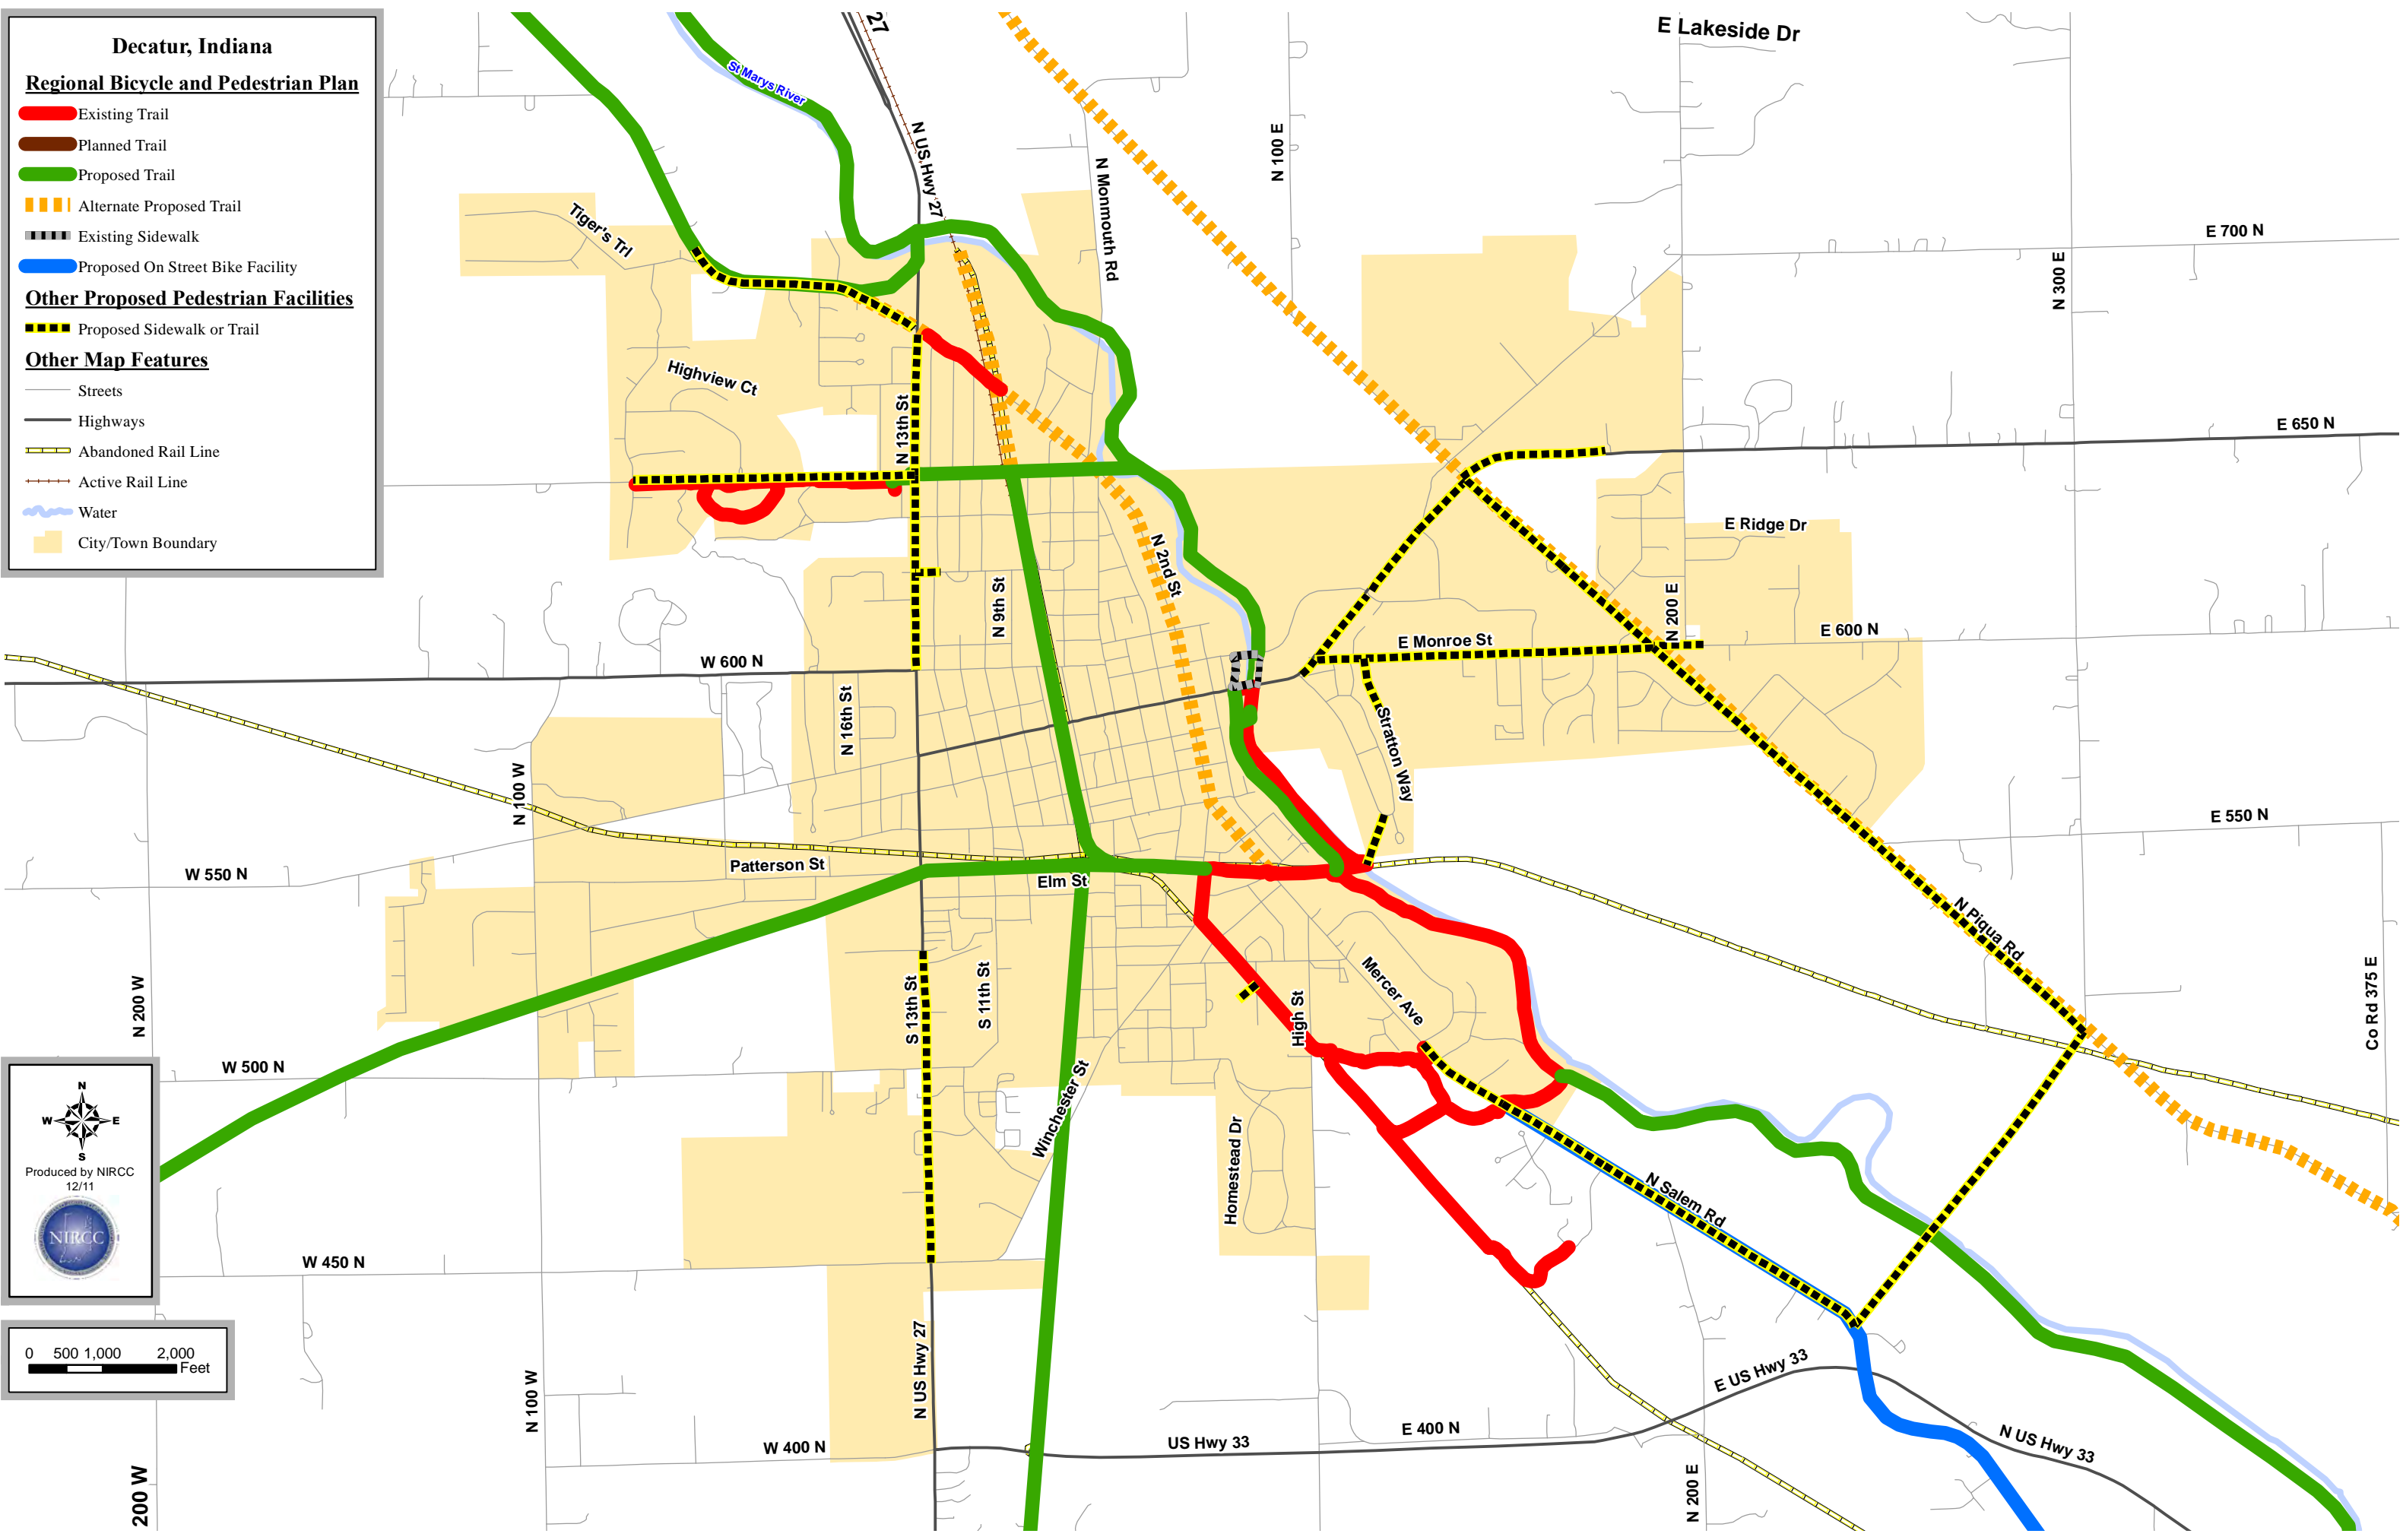 Decatur, Indiana
Regional Bicycle and Pedestrian Plan
Existing Trail
Planned Trail
Proposed Trail
Alternate Proposed Trail
Existing Sidewalk
Proposed On Street Bike Facility
Other Proposed Pedestrian Facilities
Proposed Sidewalk or Trail
Other Map Features
Streets
Highways
Abandoned Rail Line
Active Rail Line
Water
City/Town Boundary
27
E Lakeside Dr
St Marys River
N US Hwy 27
N Monmouth Rd
N 100 E
Tiger's Trl
E 700 N
N 300 E
Highview Ct
N 13th St
E 650 N
E Ridge Dr
N 2nd St
N 9th St
N 200 E
E Monroe St
E 600 N
W 600 N
N 16th St
Stratton Way
N 100 W
E 550 N
Patterson St
W 550 N
Elm St
N Piqua Rd
N 200 W
S 13th St
S 11th St
High St
Mercer Ave
Co Rd 375 E
W 500 N
Winchester St
Homestead Dr
N Salem Rd
N
W
E
S
Produced by NIRCC
12/11
NIRCC
W 450 N
0 500 1,000 2,000
Feet
N US Hwy 27
N 100 W
E US Hwy 33
W 400 N
US Hwy 33
E 400 N
N US Hwy 33
200 W
N 200 E